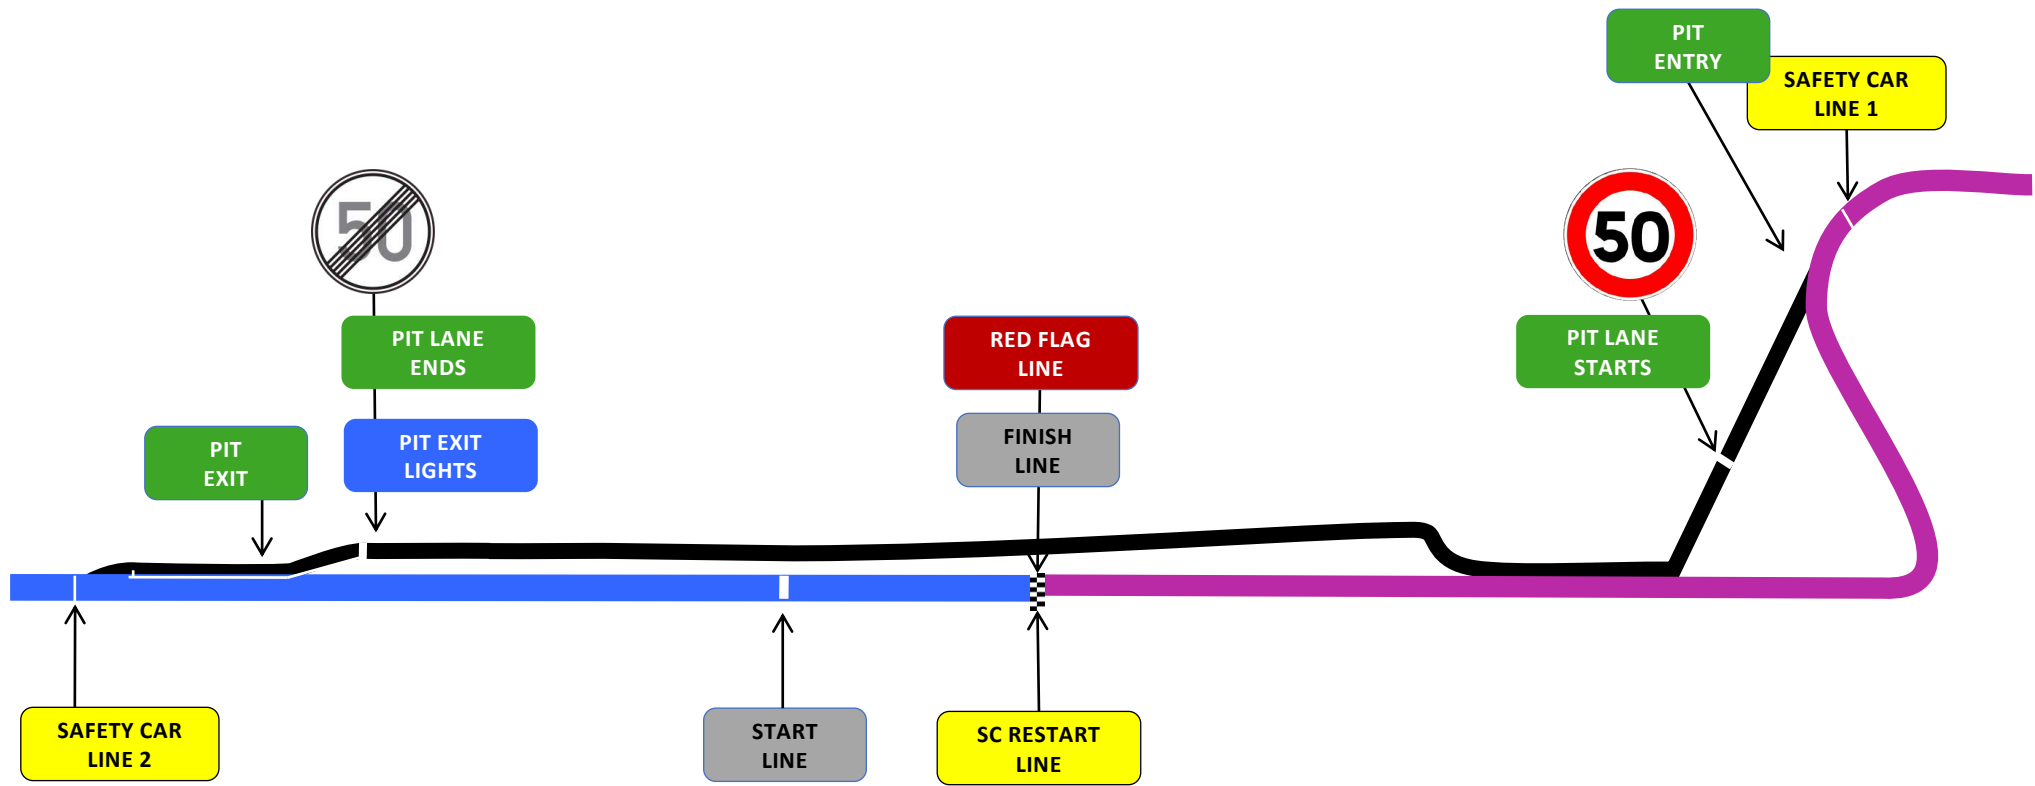 PIT
ENTRY
SAFETY CAR
LINE 1
50
50
PIT LANE
ENDS
RED FLAG
LINE
PIT LANE
STARTS
PIT
EXIT
PIT EXIT
LIGHTS
FINISH
LINE
SAFETY CAR
LINE 2
START
LINE
SC RESTART
LINE